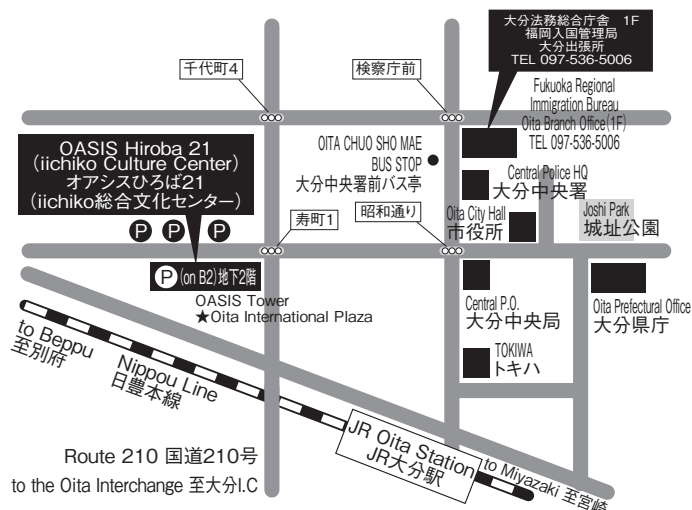 大分法務総合庁舎 1F
福岡入国管理局
大分出張所
TEL 097-536-5006
千代町4
検察庁前
Fukuoka Regional
Immigration Bureau
Oita Branch Office(1F)
TEL 097-536-5006
OASIS Hiroba 21
(iichiko Culture Center)
オアシスひろば21
(iichiko総合文化センター)
OITA CHUO SHO MAE
BUS STOP
大分中央署前バス亭
Central Police HQ
大分中央署
寿町1
昭和通り
Oita City Hall
市役所
Joshi Park
城址公園
P P P
P (on B2)地下2階
OASIS Tower
★Oita International Plaza
Central P.O.
大分中央局
Oita Prefectural Office
大分県庁
to Beppu
至別府
Nippou Line
日豊本線
TOKIWA
トキハ
JR Oita Station
JR大分駅
to Miyazaki 至宮崎
Route 210 国道210号
to the Oita Interchange 至大分I.C